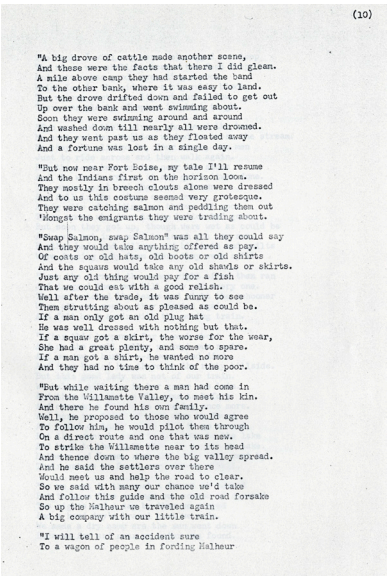 (10)
"A big drove of cattle made another scene,
And these were the facts that there I did gleam.
A mile above camp they had started the band
To the other bank, where it was easy to land.
But the drove drifted down and failed to get out
Up over the bank and went swimming about.
Soon they were swimming around and around
And washed down till nearly all were drowned.
And they went past us as they floated away
And a fortune was lost in a single day.
"But now near Fort Boise, my tale I'll resume
And the Indians first on the horizon loom.
They mostly in breech clouts alone were dressed
And to us this costume seemed very grotesque.
They were catching salmon and peddling them out
'Mongst the emigrants they were trading about.
"Swap Salmon, swap Salmon" was all they could say
And they would take anything offered as pay.
Of coats or old hats, old boots or old shirts
And the squaws would take any old shawls or skirts.
Just any old thing would pay for a fish
That we could eat with a good relish.
Well after the trade, it was funny to see
Them strutting about as pleased as could be.
If a man only got an old plug hat
He was well dressed with nothing but that.
If a squaw got a skirt, the worse for the wear,
She had a great plenty, and some to spare.
If a man got a shirt, he wanted no more
And they had no time to think of the poor.
"But while waiting there a man had come in
From the Willamette Valley, to meet his kin.
And there he found his own family.
Well, he proposed to those who would agree
To follow him, he would pilot them through
On a direct route and one that was new.
To strike the Willamette near to its head
And thence down to where the big valley spread.
And he said the settlers over there
Would meet us and help the road to clear.
So we said with many our chance we'd take
And follow this guide and the old road forsake
So up the Malheur we traveled again
A big company with our little train.
"I will tell of an accident sure
To a wagon of people in fording Malheur